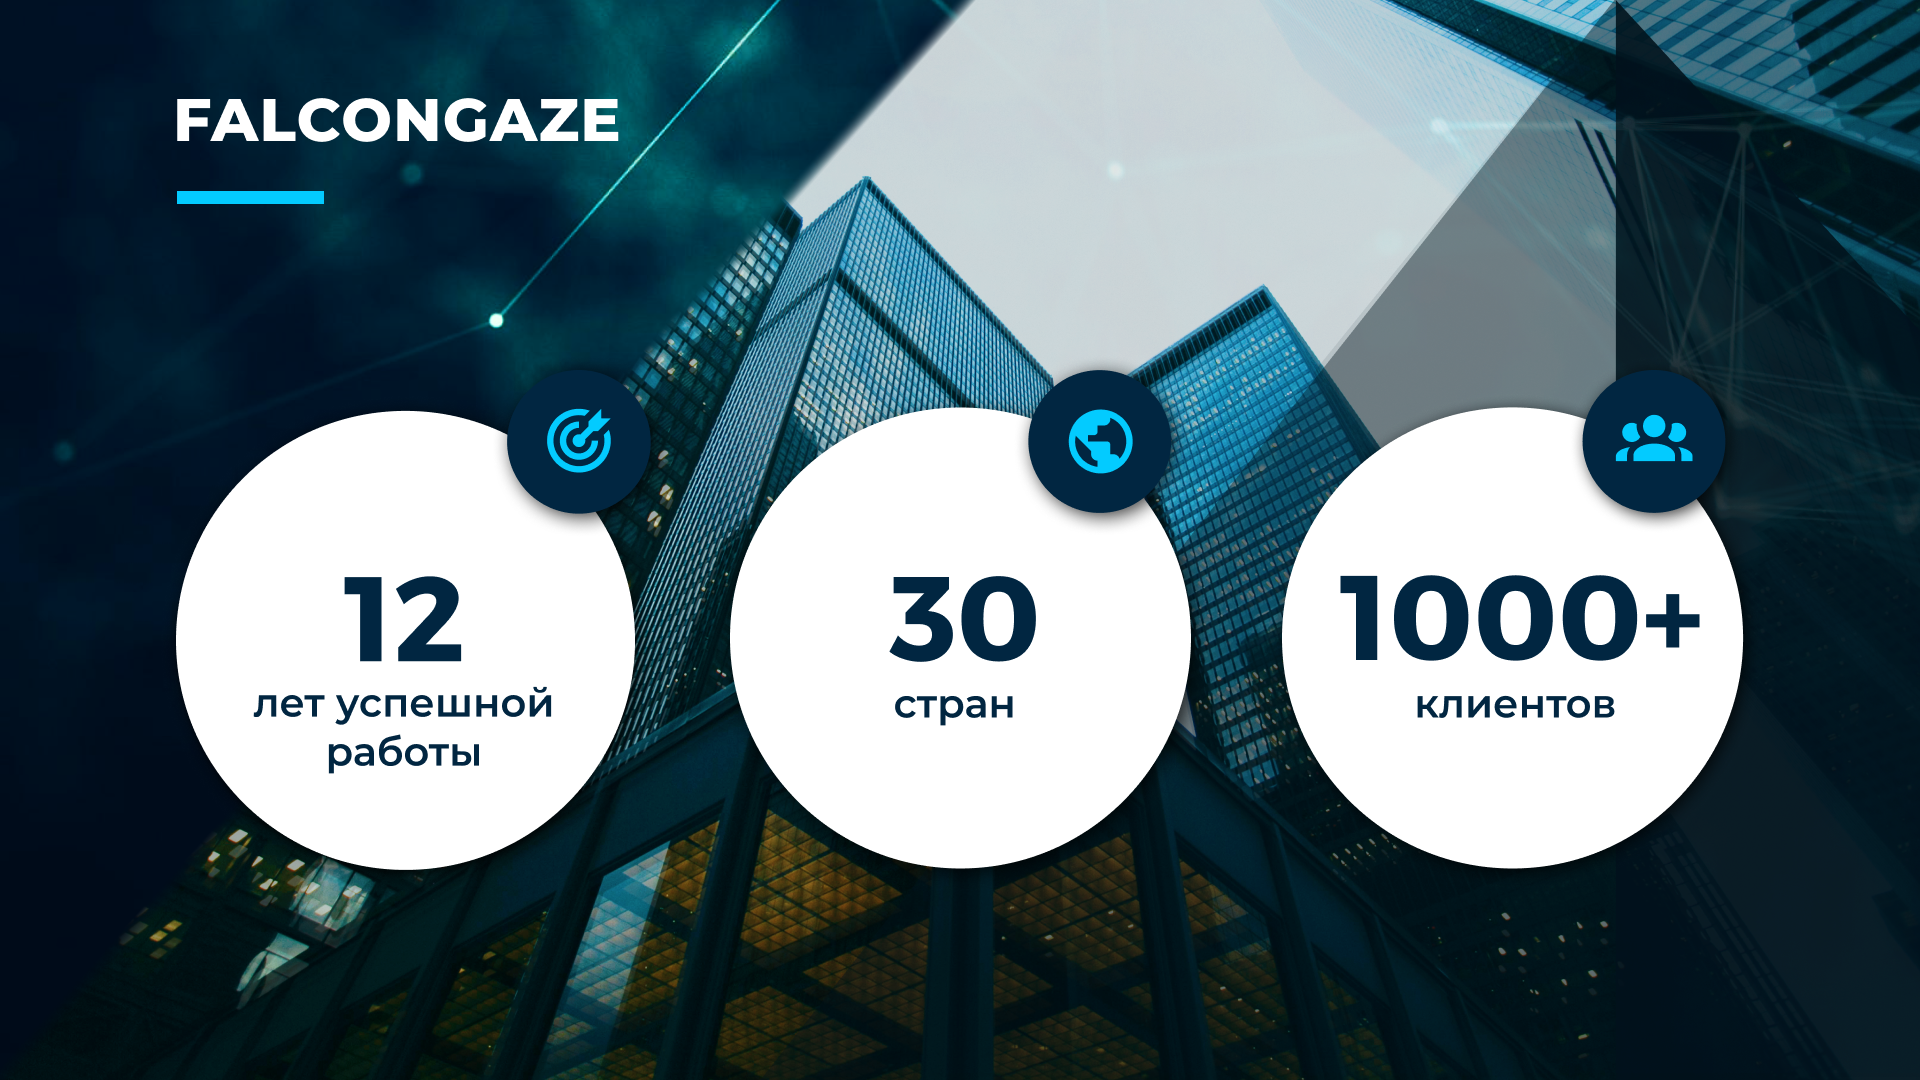 FALCONGAZE
12
лет успешной
работы
30
стран
1000+
клиентов